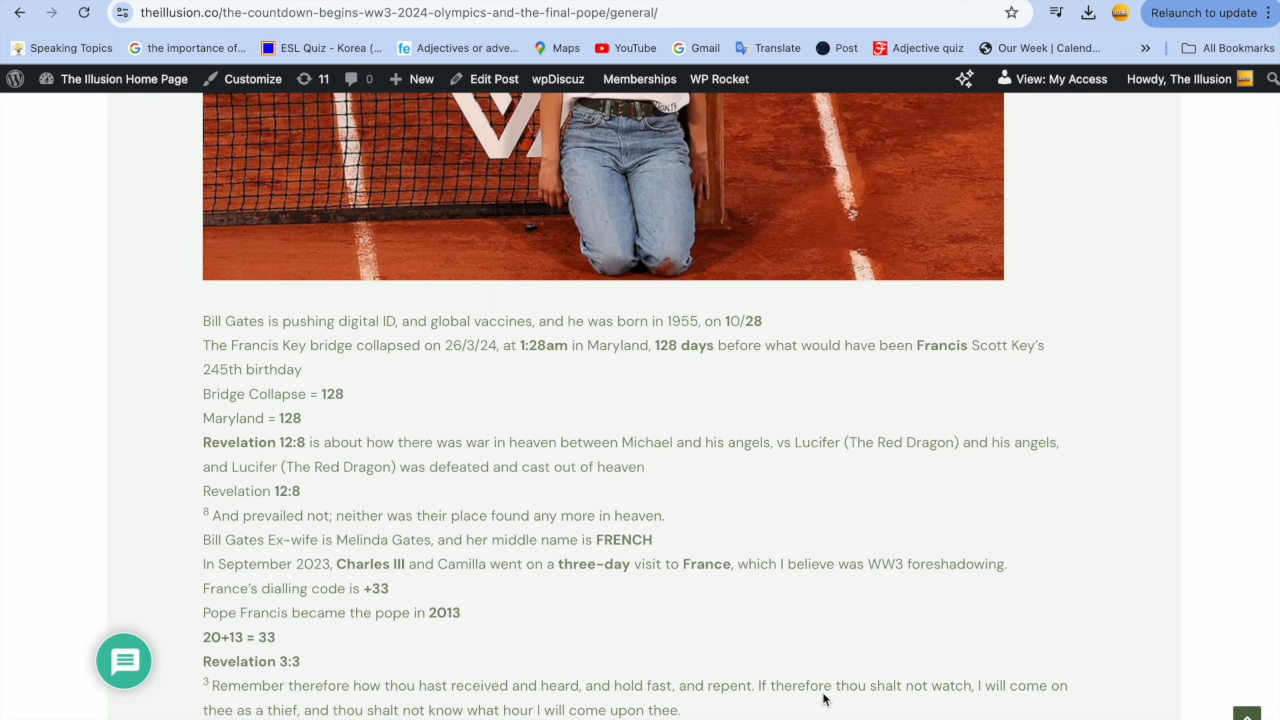 theillusion.co/the-countdown-begins-ww3-2024-olympics-and-the-final-pope/general/
Relaunch to update
Speaking Topics
the importance of...
ESL Quiz - Korea (...
Adjectives or adve...
Maps
YouTube
Gmail
Translate
Post
Adjective quiz
Our Week | Calend...
All Bookmarks
The Illusion Home Page
Customize
11
0
New
Edit Post
wpDiscuz
Memberships
WP Rocket
View: My Access
Howdy, The Illusion
Bill Gates is pushing digital ID, and global vaccines, and he was born in 1955, on 10/28
The Francis Key bridge collapsed on 26/3/24, at 1:28am in Maryland, 128 days before what would have been Francis Scott Key's
245th birthday
Bridge Collapse = 128
Maryland = 128
Revelation 12:8 is about how there was war in heaven between Michael and his angels, vs Lucifer (The Red Dragon) and his angels,
and Lucifer (The Red Dragon) was defeated and cast out of heaven
Revelation 12:8
8 And prevailed not; neither was their place found any more in heaven.
Bill Gates Ex-wife is Melinda Gates, and her middle name is FRENCH
In September 2023, Charles III and Camilla went on a three-day visit to France, which I believe was WW3 foreshadowing.
France's dialling code is +33
Pope Francis became the pope in 2013
20+13 = 33
Revelation 3:3
3 Remember therefore how thou hast received and heard, and hold fast, and repent. If therefore thou shalt not watch, I will come on
thee as a thief, and thou shalt not know what hour I will come upon thee.